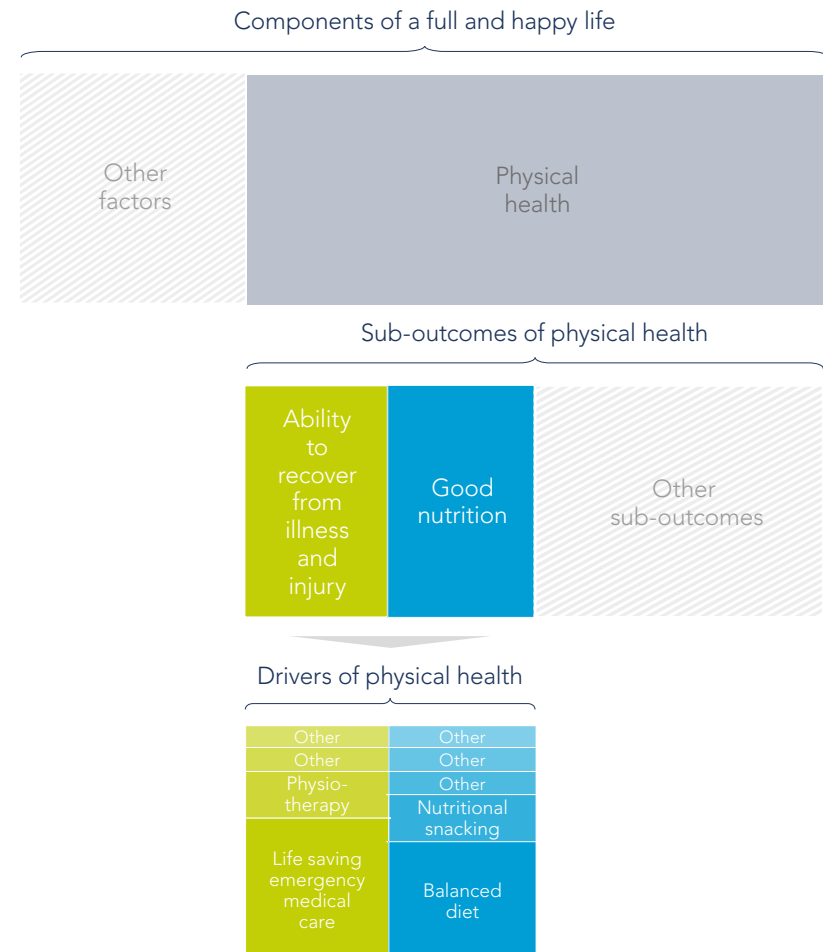 Components of a full and happy life
Other
factors
Physical
health
Sub-outcomes of physical health
Ability
to
recover
from
illness
and
injury
Good
nutrition
Other
sub-outcomes
Drivers of physical health
Other
Other
Physio-
therapy
Life saving
emergency
medical
care
Other
Other
Other
Nutritional
snacking
Balanced
diet